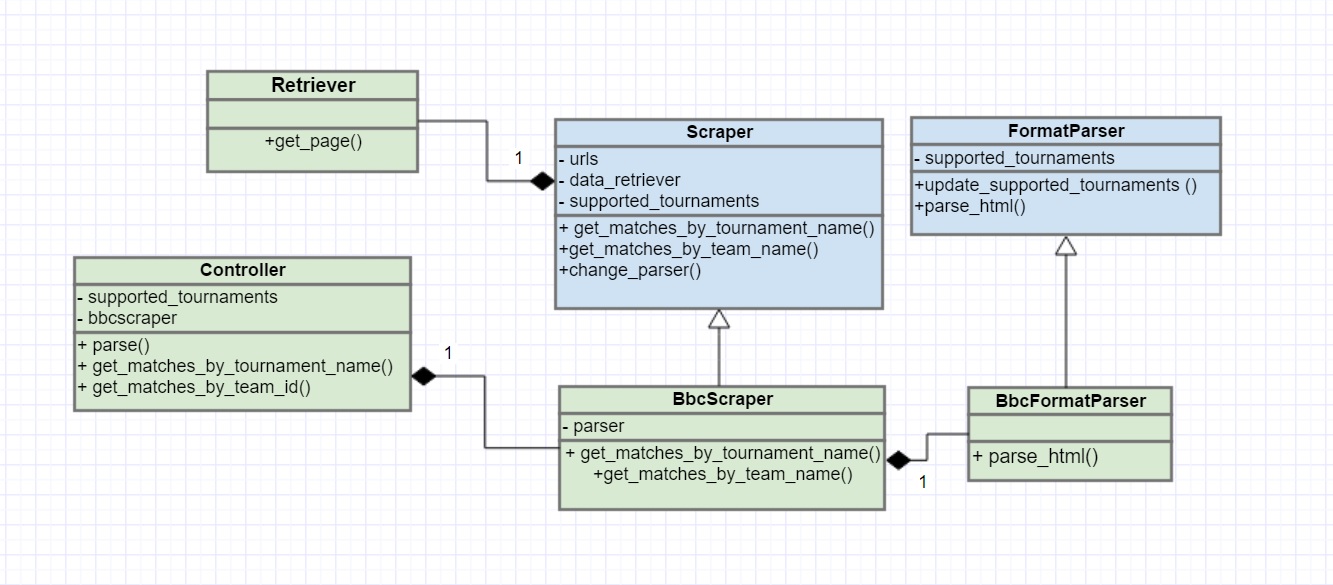 Retriever
+get_page()
1
Scraper
- urls
- data_retriever
- supported_tournaments
+ get_matches_by_tournament_name()
+get_matches_by_team_name()
+change_parser()
FormatParser
- supported_tournaments
+update_supported_tournaments ()
+parse_html()
Controller
- supported_tournaments
- bbcscraper
+ parse()
+ get_matches_by_tournament_name()
+ get_matches_by_team_id()
1
BbcScraper
- parser
+ get_matches_by_tournament_name()
+get_matches_by_team_name()
1
BbcFormatParser
+ parse_html()